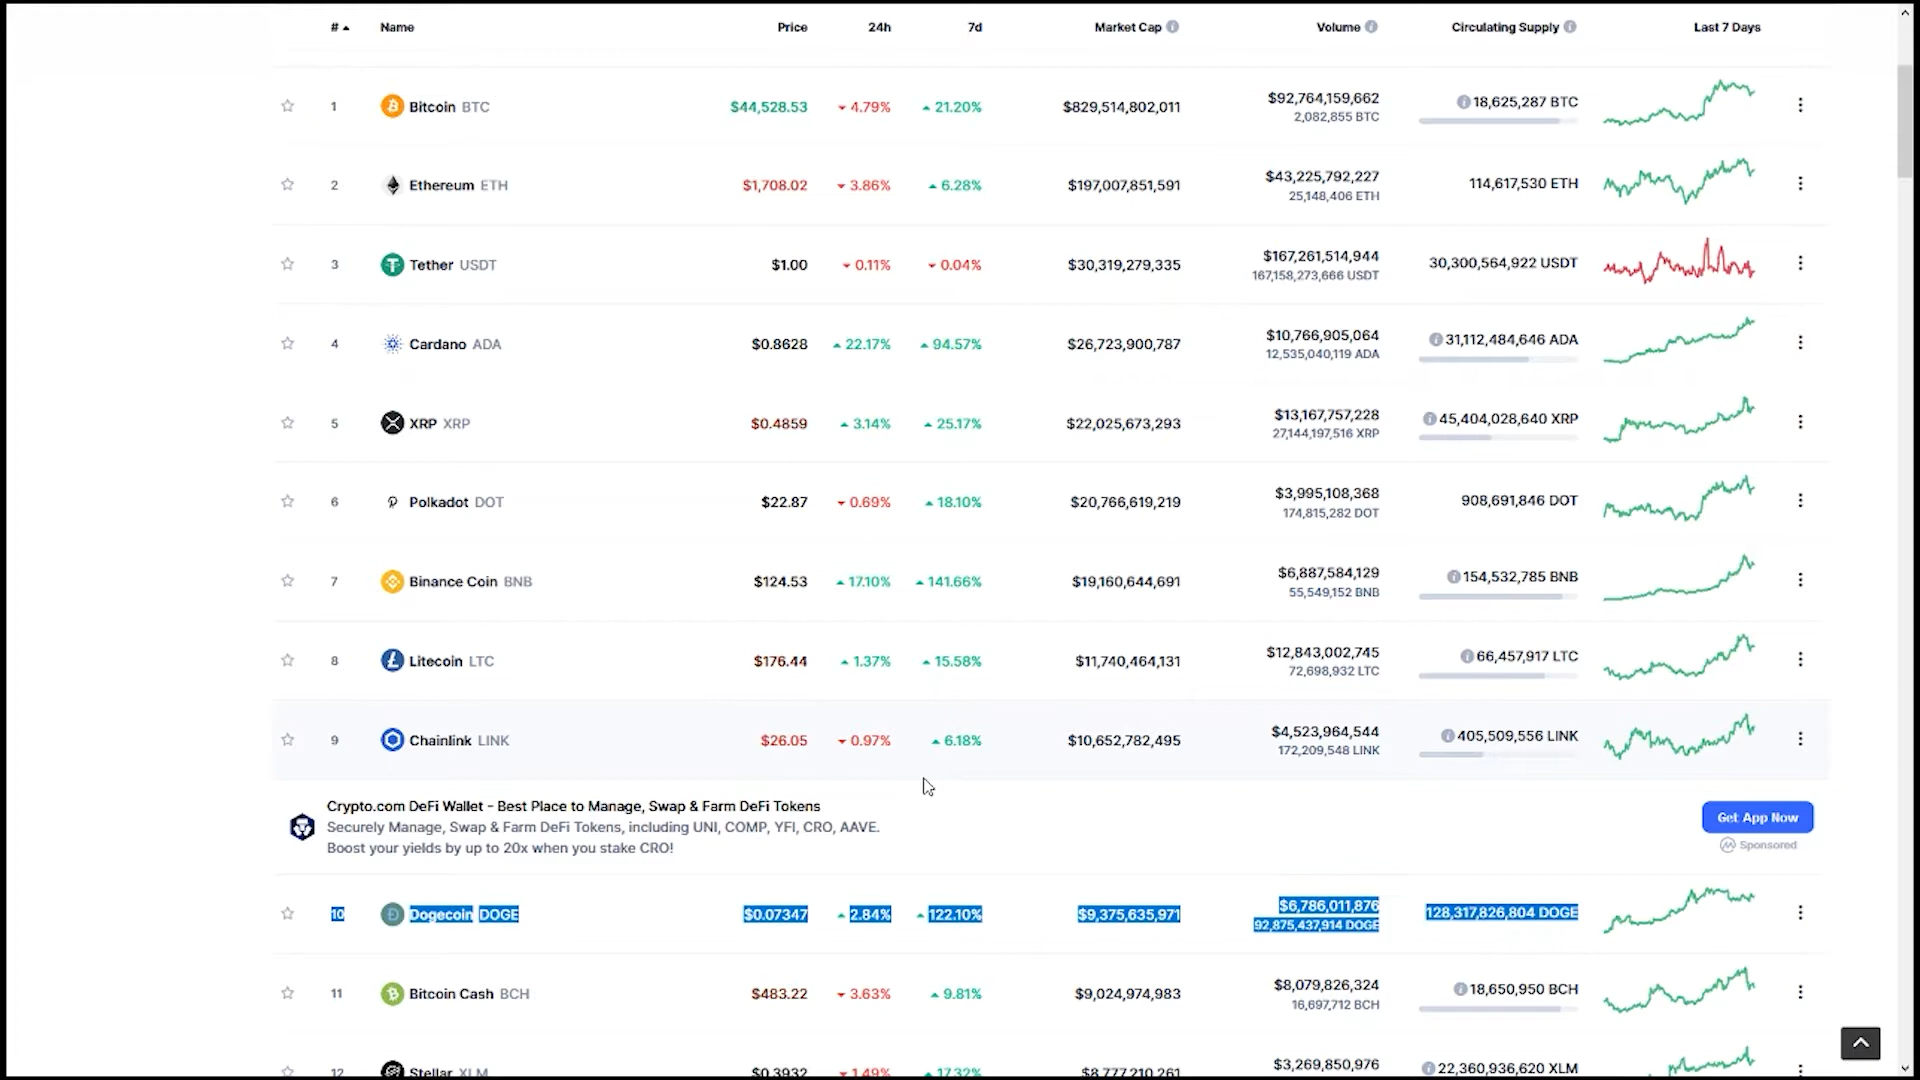 # Name Price 24h 7d Market Cap Volume Circulating Supply Last 7 Days
1 Bitcoin BTC $44,528.53 4.79% 21.20% $829,514,802,011 $92,764,159,662 18,625,287 BTC
2,082,855 BTC
2 Ethereum ETH $1,708.02 3.86% 6.28% $197,007,851,591 $43,225,792,227 114,617,530 ETH
25,148,406 ETH
3 Tether USDT $1.00 0.11% 0.04% $30,319,279,335 $167,261,514,944 30,300,564,922 USDT
167,158,273,666 USDT
4 Cardano ADA $0.8628 22.17% 94.57% $26,723,900,787 $10,766,905,064 31,112,484,646 ADA
12,535,040,119 ADA
5 XRP XRP $0.4859 3.14% 25.17% $22,025,673,293 $13,167,757,228 45,404,028,640 XRP
27,144,197,516 XRP
6 Polkadot DOT $22.87 0.69% 18.10% $20,766,619,219 $3,995,108,368 908,691,846 DOT
174,815,282 DOT
7 Binance Coin BNB $124.53 17.10% 141.66% $19,160,644,691 $6,887,584,129 154,532,785 BNB
55,549,152 BNB
8 Litecoin LTC $176.44 1.37% 15.58% $11,740,464,131 $12,843,002,745 66,457,917 LTC
72,698,932 LTC
9 Chainlink LINK $26.05 0.97% 6.18% $10,652,782,495 $4,523,964,544 405,509,556 LINK
172,209,548 LINK
Crypto.com DeFi Wallet - Best Place to Manage, Swap & Farm DeFi Tokens
Securely Manage, Swap & Farm DeFi Tokens, including UNI, COMP, YFI, CRO, AAVE.
Boost your yields by up to 20x when you stake CRO!
Get App Now
Sponsored
10 Dogecoin DOGE $0.07347 2.84% 122.10% $9,375,635,971 $6,786,011,876 128,317,826,804 DOGE
92,875,437,914 DOGE
11 Bitcoin Cash BCH $483.22 3.63% 9.81% $9,024,974,983 $8,079,826,324 18,650,950 BCH
16,697,712 BCH
12 Stellar XLM $0.3932 1.49% 17.32% $8,777,210,261 $3,269,850,976 22,360,936,620 XLM